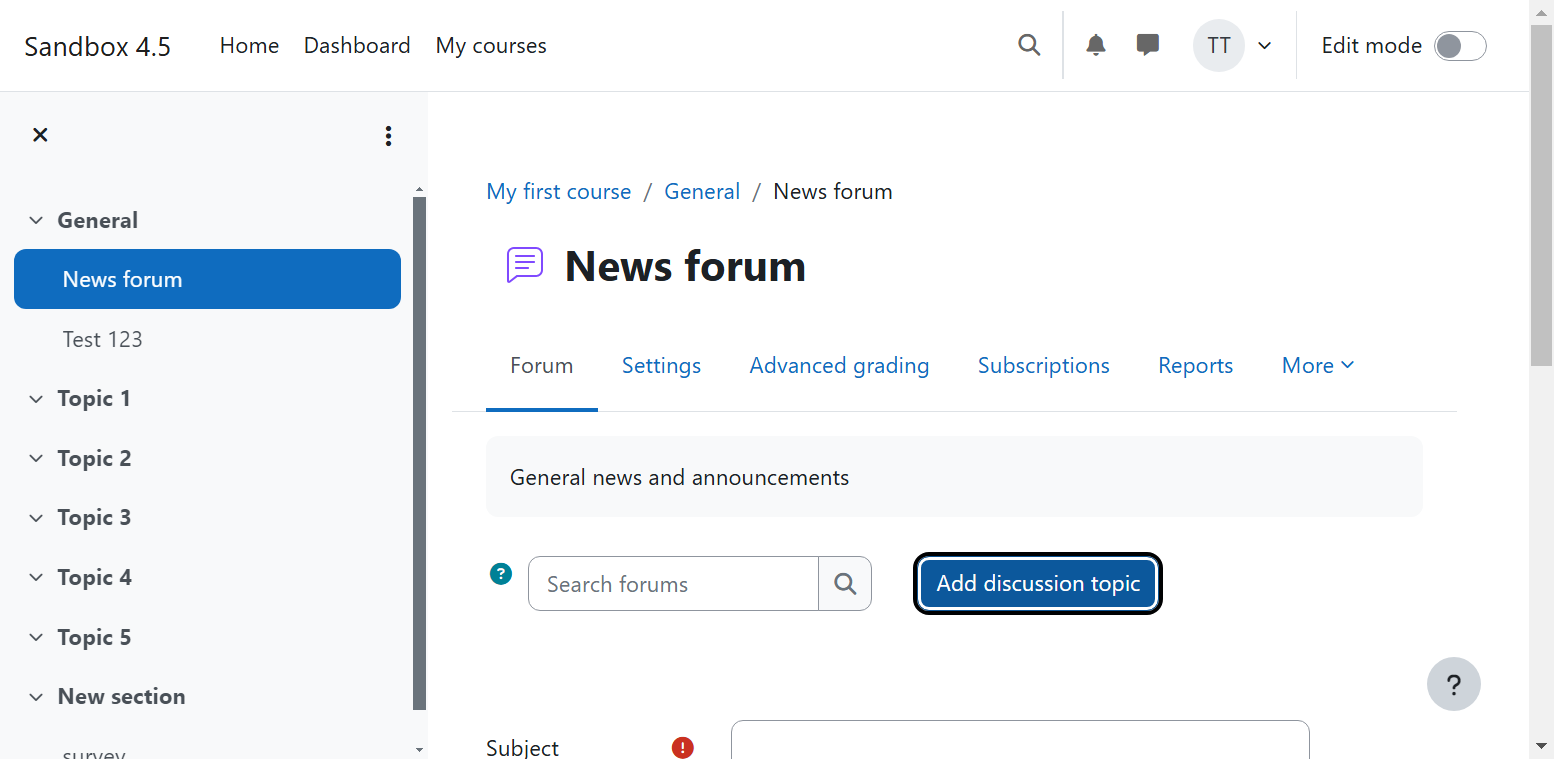 Sandbox 4.5 Home Dashboard My courses TT Edit mode
General
News forum
Test 123
Topic 1
Topic 2
Topic 3
Topic 4
Topic 5
New section
survey
My first course / General / News forum
News forum
Forum Settings Advanced grading Subscriptions Reports More
General news and announcements
? Search forums Add discussion topic
?
Subject !